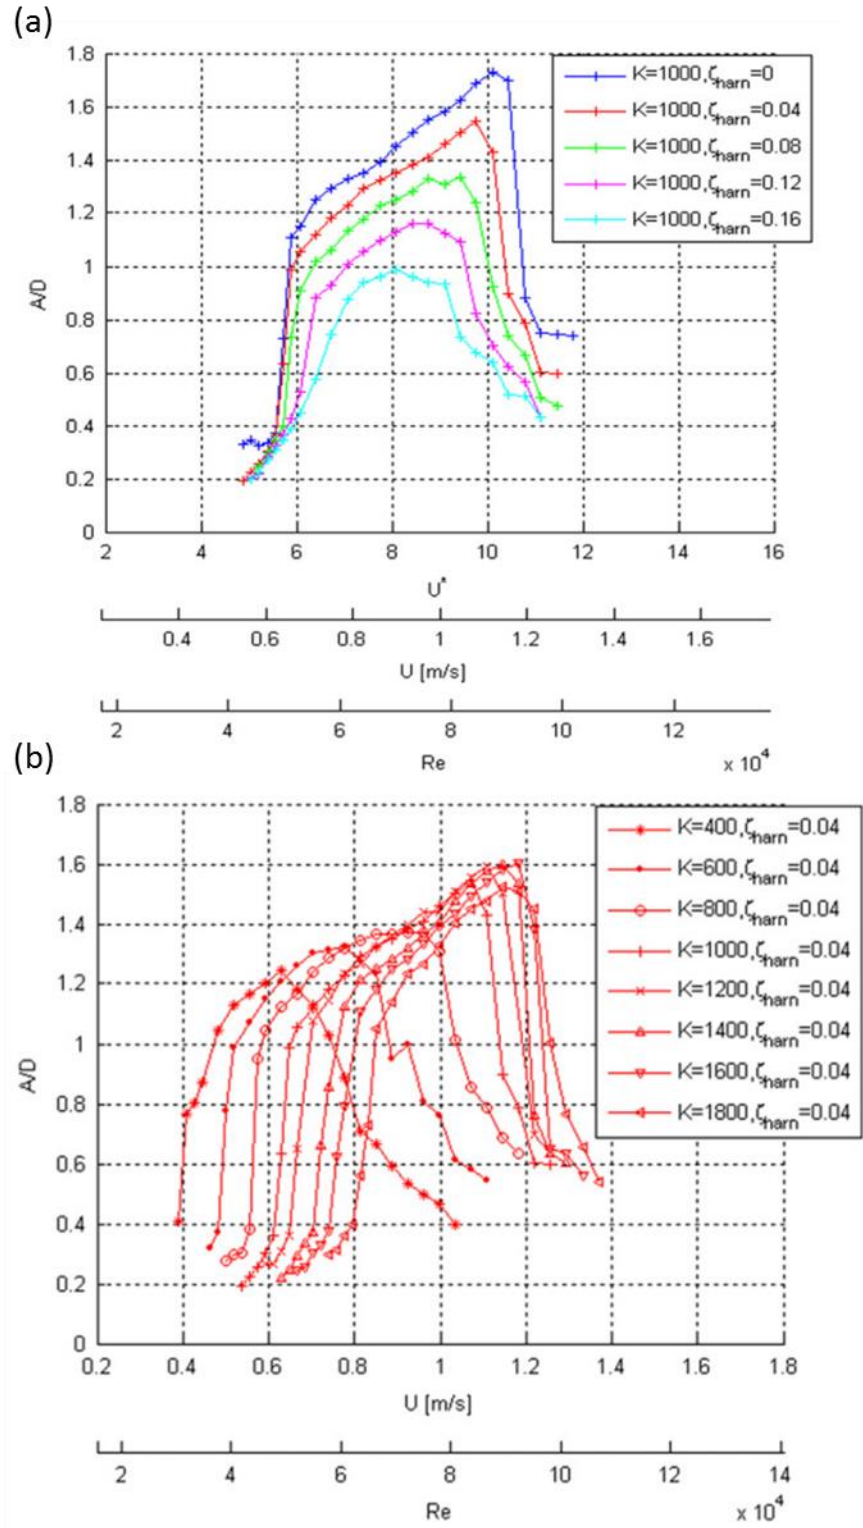 (a)
1.8
1.6
1.4
1.2
1
0.8
0.6
0.4
0.2
0
A/D
K=1000,ζharn=0
K=1000,ζharn=0.04
K=1000,ζharn=0.08
K=1000,ζharn=0.12
K=1000,ζharn=0.16
2 4 6 8 10 12 14 16
U*
0.4 0.6 0.8 1 1.2 1.4 1.6
U [m/s]
2 4 6 8 10 12
Re x 10^4
(b)
1.8
1.6
1.4
1.2
1
0.8
0.6
0.4
0.2
0
A/D
K=400,ζharn=0.04
K=600,ζharn=0.04
K=800,ζharn=0.04
K=1000,ζharn=0.04
K=1200,ζharn=0.04
K=1400,ζharn=0.04
K=1600,ζharn=0.04
K=1800,ζharn=0.04
0.2 0.4 0.6 0.8 1 1.2 1.4 1.6 1.8
U [m/s]
2 4 6 8 10 12 14
Re x 10^4